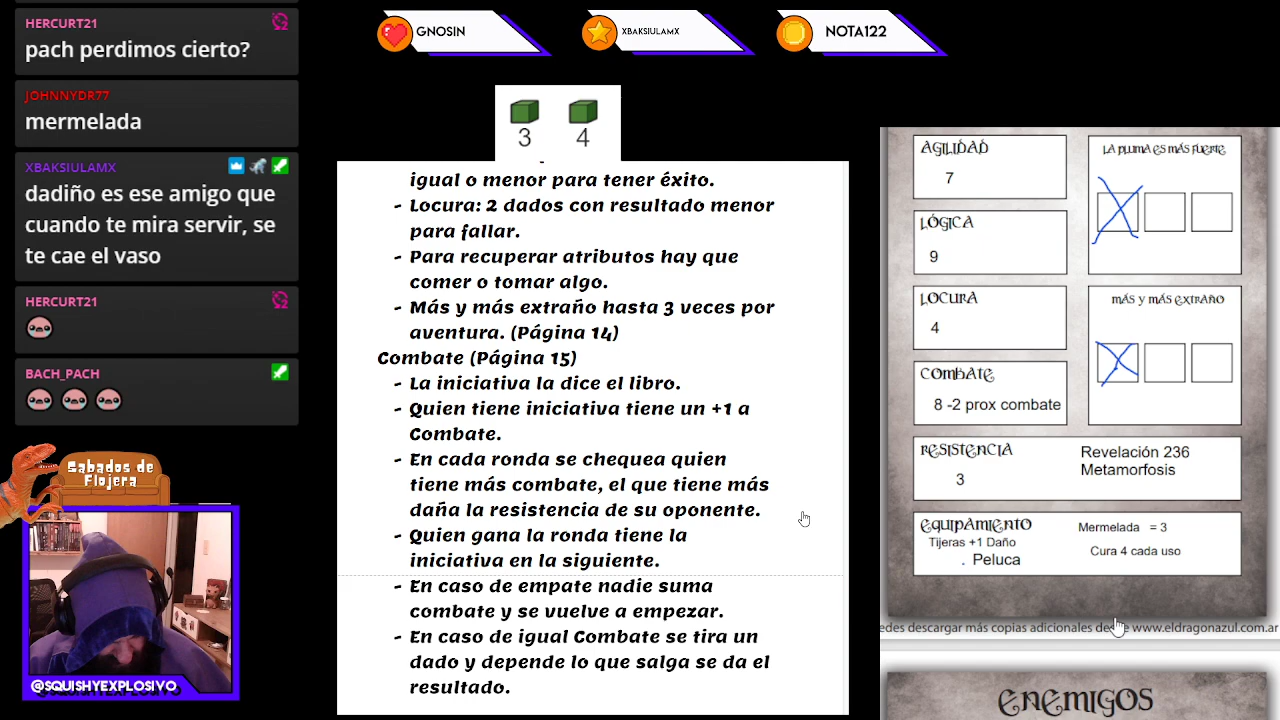 HERCURT21
pach perdimos cierto?
JOHNNYDR77
mermelada
XBAKSIULAMX
dadiño es ese amigo que
cuando te mira servir, se
te cae el vaso
HERCURT21
BACH_PACH
Sabados de
Flojera
@SQUISHYEXPLOSIVO
GNOSIN
XBAKSIULAMX
NOTA122
3 4
igual o menor para tener éxito.
- Locura: 2 dados con resultado menor
para fallar.
- Para recuperar atributos hay que
comer o tomar algo.
- Más y más extraño hasta 3 veces por
aventura. (Página 14)
Combate (Página 15)
- La iniciativa la dice el libro.
- Quien tiene iniciativa tiene un +1 a
Combate.
- En cada ronda se chequea quien
tiene más combate, el que tiene más
daña la resistencia de su oponente.
- Quien gana la ronda tiene la
iniciativa en la siguiente.
- En caso de empate nadie suma
combate y se vuelve a empezar.
- En caso de igual Combate se tira un
dado y depende lo que salga se da el
resultado.
AGILIDAD
7
LÓGICA
9
LOCURA
4
COMBATE
8 -2 prox combate
LA PLUMA ES MÁS FUERTE
MÁS Y MÁS EXTRAÑO
RESISTENCIA
3
Revelación 236
Metamorfosis
EQUIPAMIENTO
Tijeras +1 Daño
. Peluca
Mermelada = 3
Cura 4 cada uso
edes descargar más copias adicionales desde www.eldragonazul.com.ar
ENEMIGOS